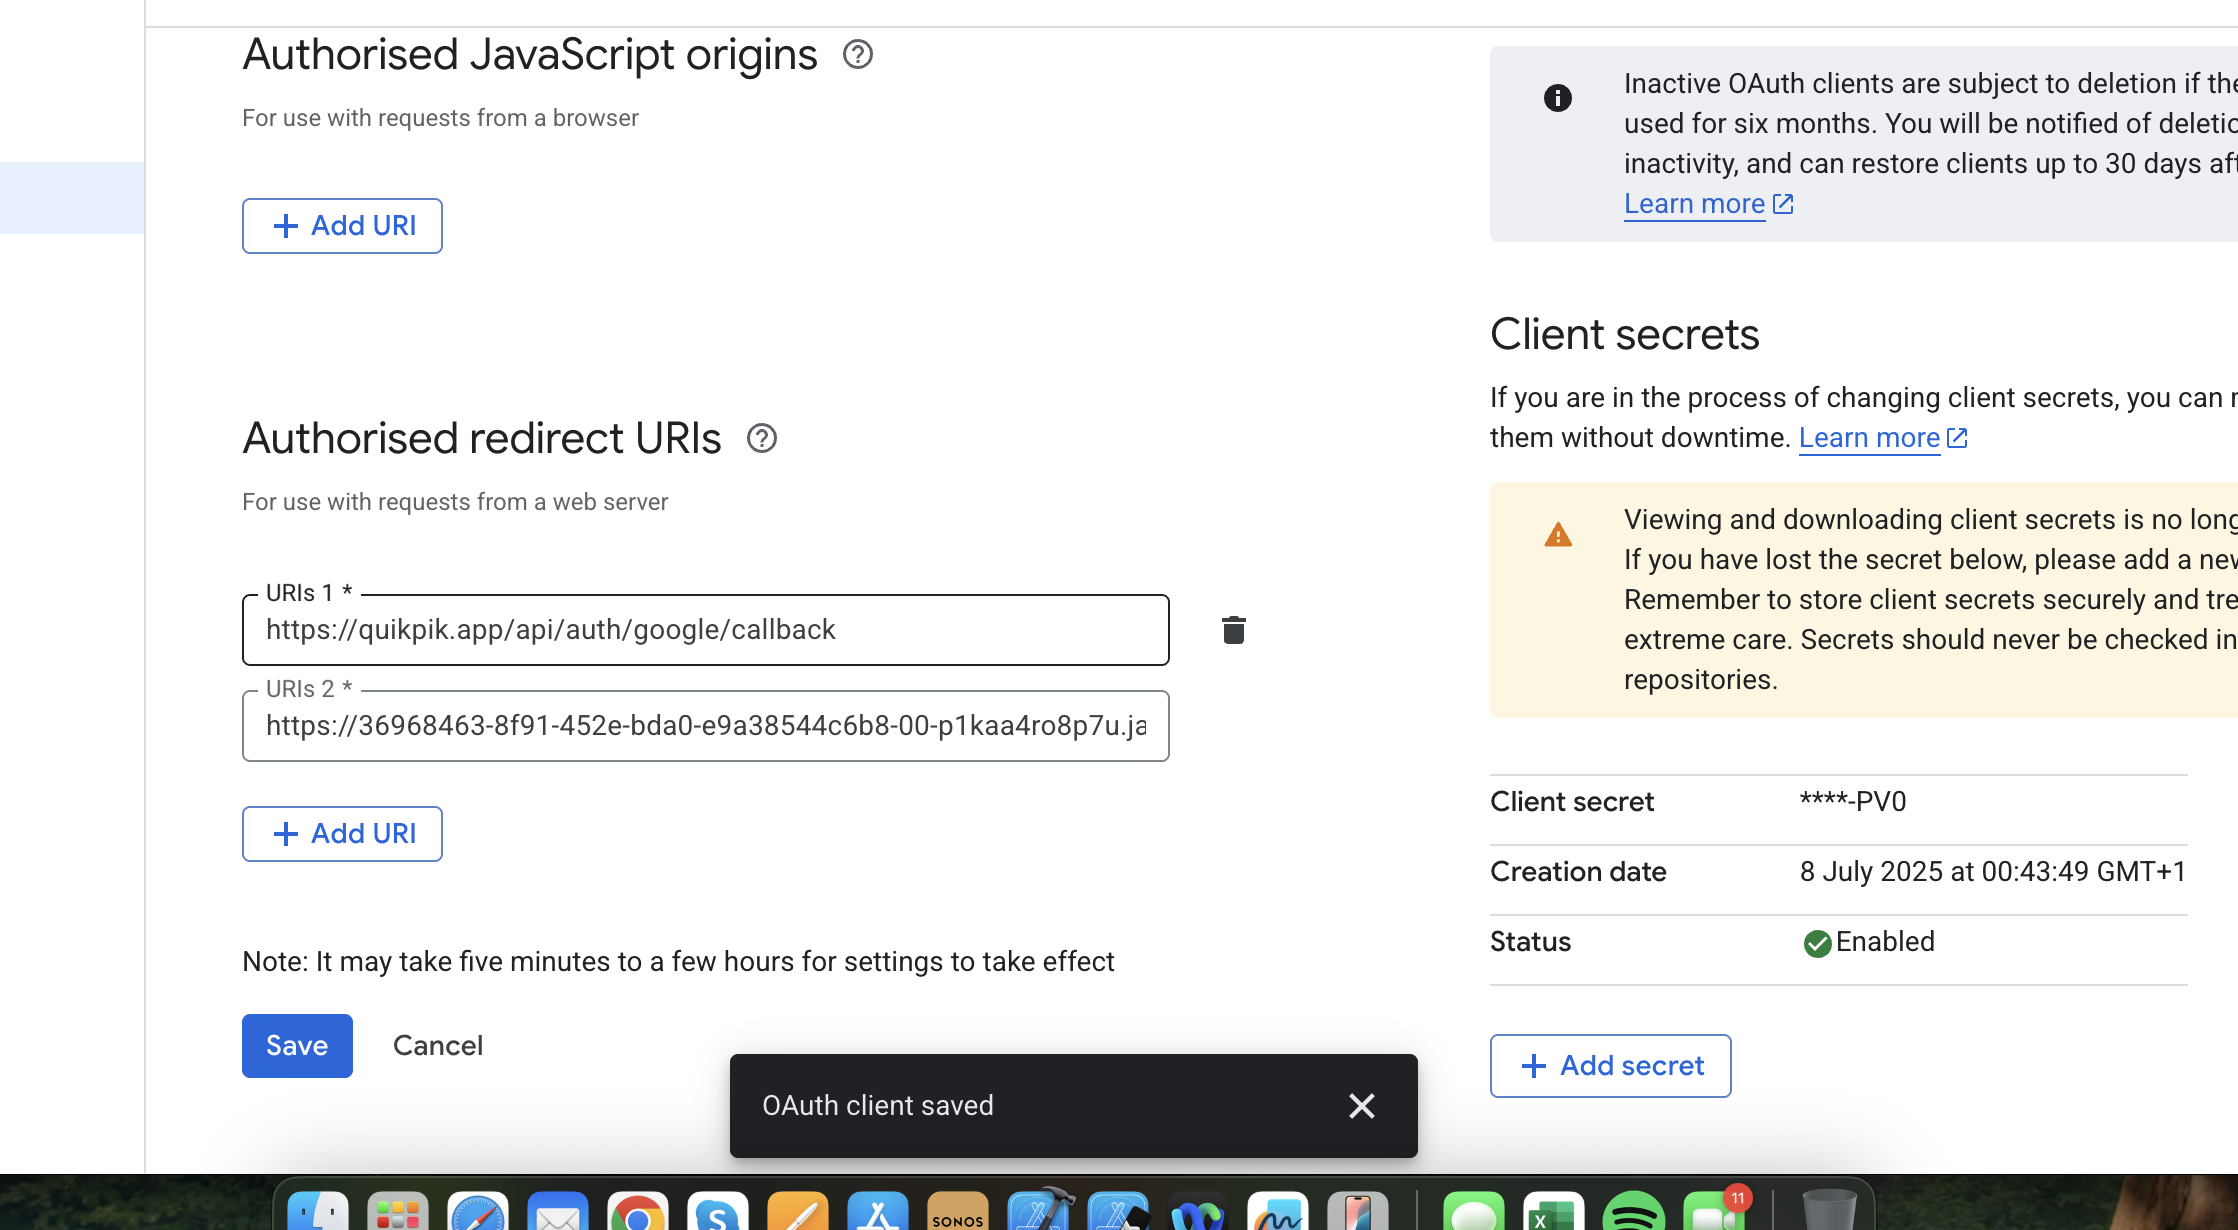 Authorised JavaScript origins
For use with requests from a browser
+ Add URI
Authorised redirect URIs
For use with requests from a web server
URIs 1 *
https://quikpik.app/api/auth/google/callback
URIs 2 *
https://36968463-8f91-452e-bda0-e9a38544c6b8-00-p1kaa4ro8p7u.ja
+ Add URI
Note: It may take five minutes to a few hours for settings to take effect
Save
Cancel
Inactive OAuth clients are subject to deletion if
used for six months. You will be notified of
inactivity, and can restore clients up to 30 days
Learn more
Client secrets
If you are in the process of changing client secrets, you can
them without downtime. Learn more
Viewing and downloading client secrets is no
If you have lost the secret below, please add a
Remember to store client secrets securely and
extreme care. Secrets should never be checked in
repositories.
Client secret
****-PV0
Creation date
8 July 2025 at 00:43:49 GMT+1
Status
Enabled
+ Add secret
OAuth client saved
SONOS
11